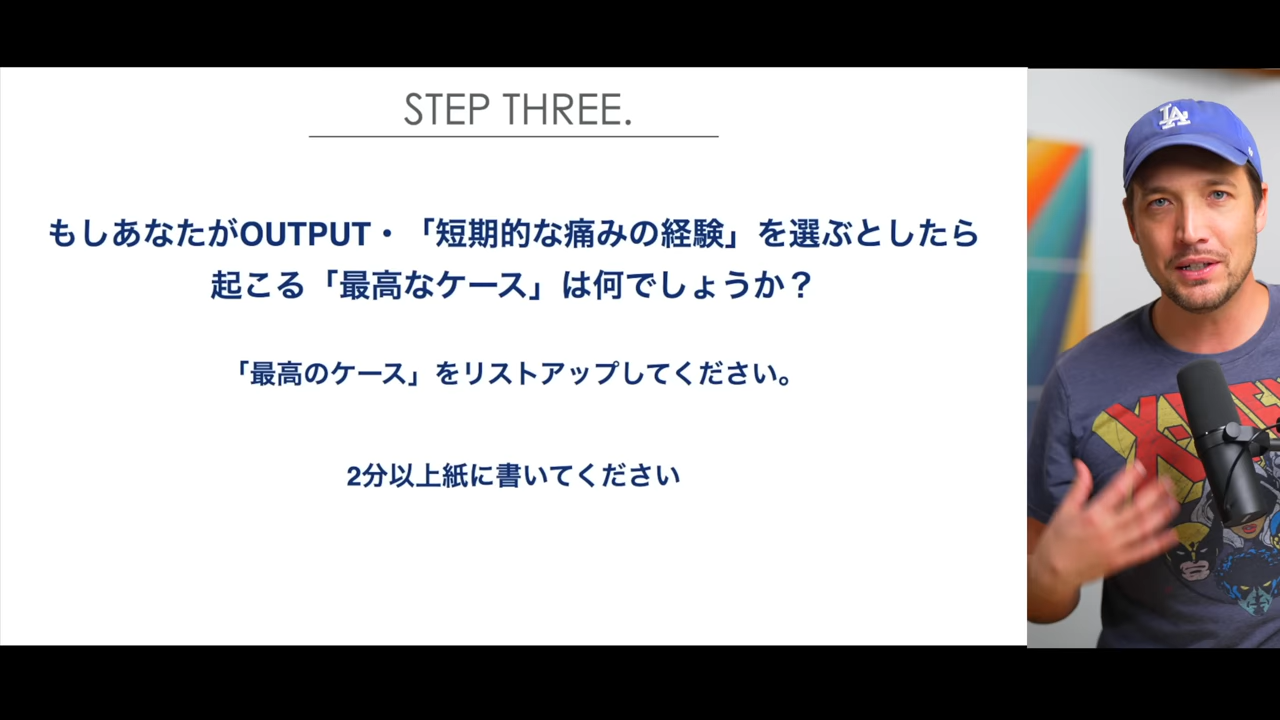 STEP THREE.
もしあなたがOUTPUT・「短期的な痛みの経験」を選ぶとしたら
起こる「最高なケース」は何でしょうか？
「最高のケース」をリストアップしてください。
2分以上紙に書いてください
LA